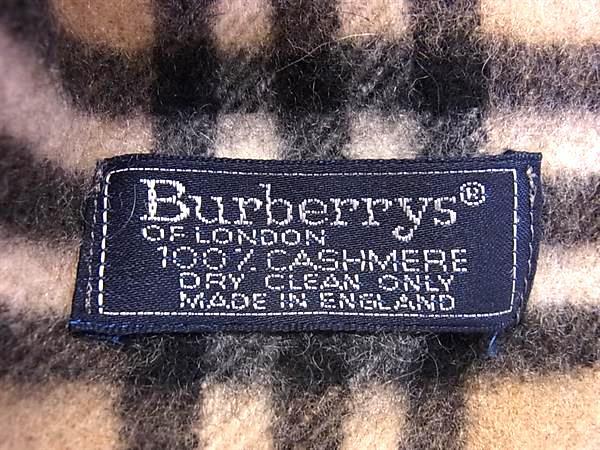 Burberrys®
OF LONDON
100% CASHMERE
DRY CLEAN ONLY
MADE IN ENGLAND